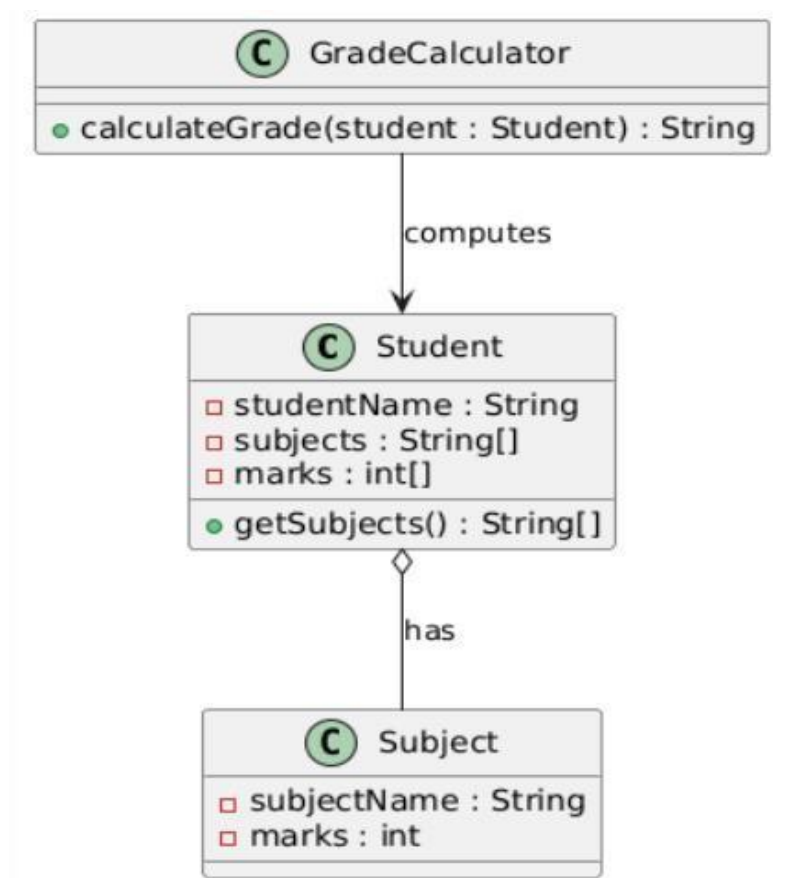 C GradeCalculator
calculateGrade(student : Student) : String
computes
C Student
studentName : String
subjects : String[]
marks : int[]
getSubjects() : String[]
has
C Subject
subjectName : String
marks : int